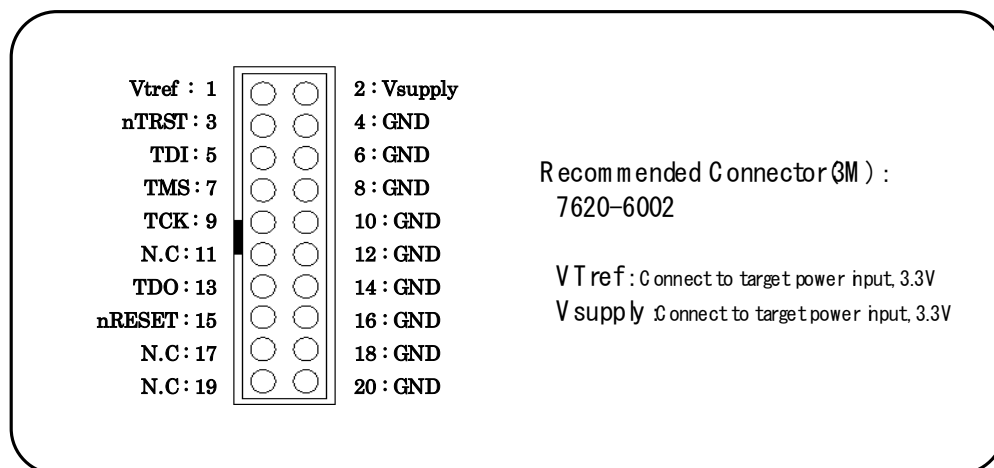 Vtref : 1 2 : Vsupply
nTRST : 3 4 : GND
TDI : 5 6 : GND
TMS : 7 8 : GND
TCK : 9 10 : GND
N.C : 11 12 : GND
TDO : 13 14 : GND
nRESET : 15 16 : GND
N.C : 17 18 : GND
N.C : 19 20 : GND
Recommended Connector(3M) :
7620-6002
VTref : Connect to target power input, 3.3V
Vsupply :Connect to target power input, 3.3V